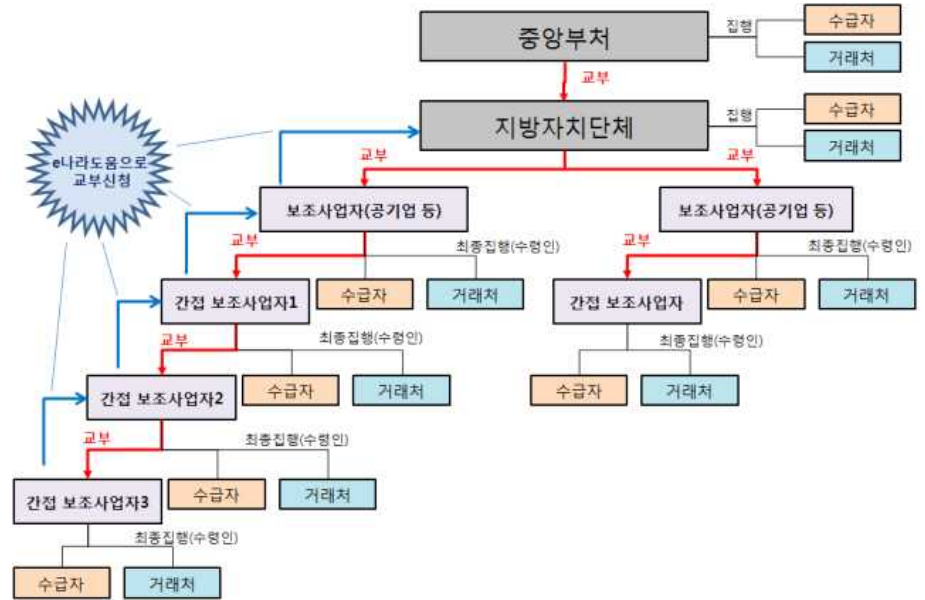 중앙부처
집행
수급자
거래처
교부
지방자치단체
집행
수급자
거래처
e나라도움으로
교부신청
교부
교부
보조사업자(공기업 등)
보조사업자(공기업 등)
교부
최종집행(수령인)
교부
최종집행(수령인)
간접 보조사업자1
수급자
거래처
간접 보조사업자
수급자
거래처
교부
최종집행(수령인)
최종집행(수령인)
간접 보조사업자2
수급자
거래처
수급자
거래처
교부
최종집행(수령인)
간접 보조사업자3
수급자
거래처
최종집행(수령인)
수급자
거래처